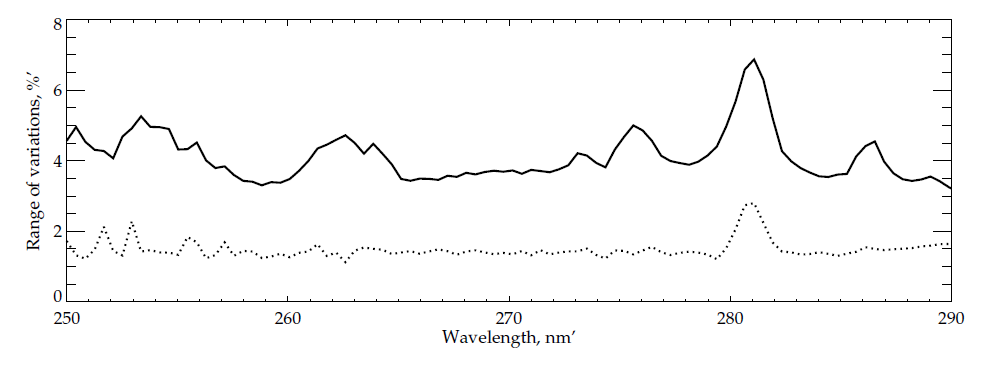 8
6
4
2
0
Range of variations, %′
250 260 270 280 290
Wavelength, nm′